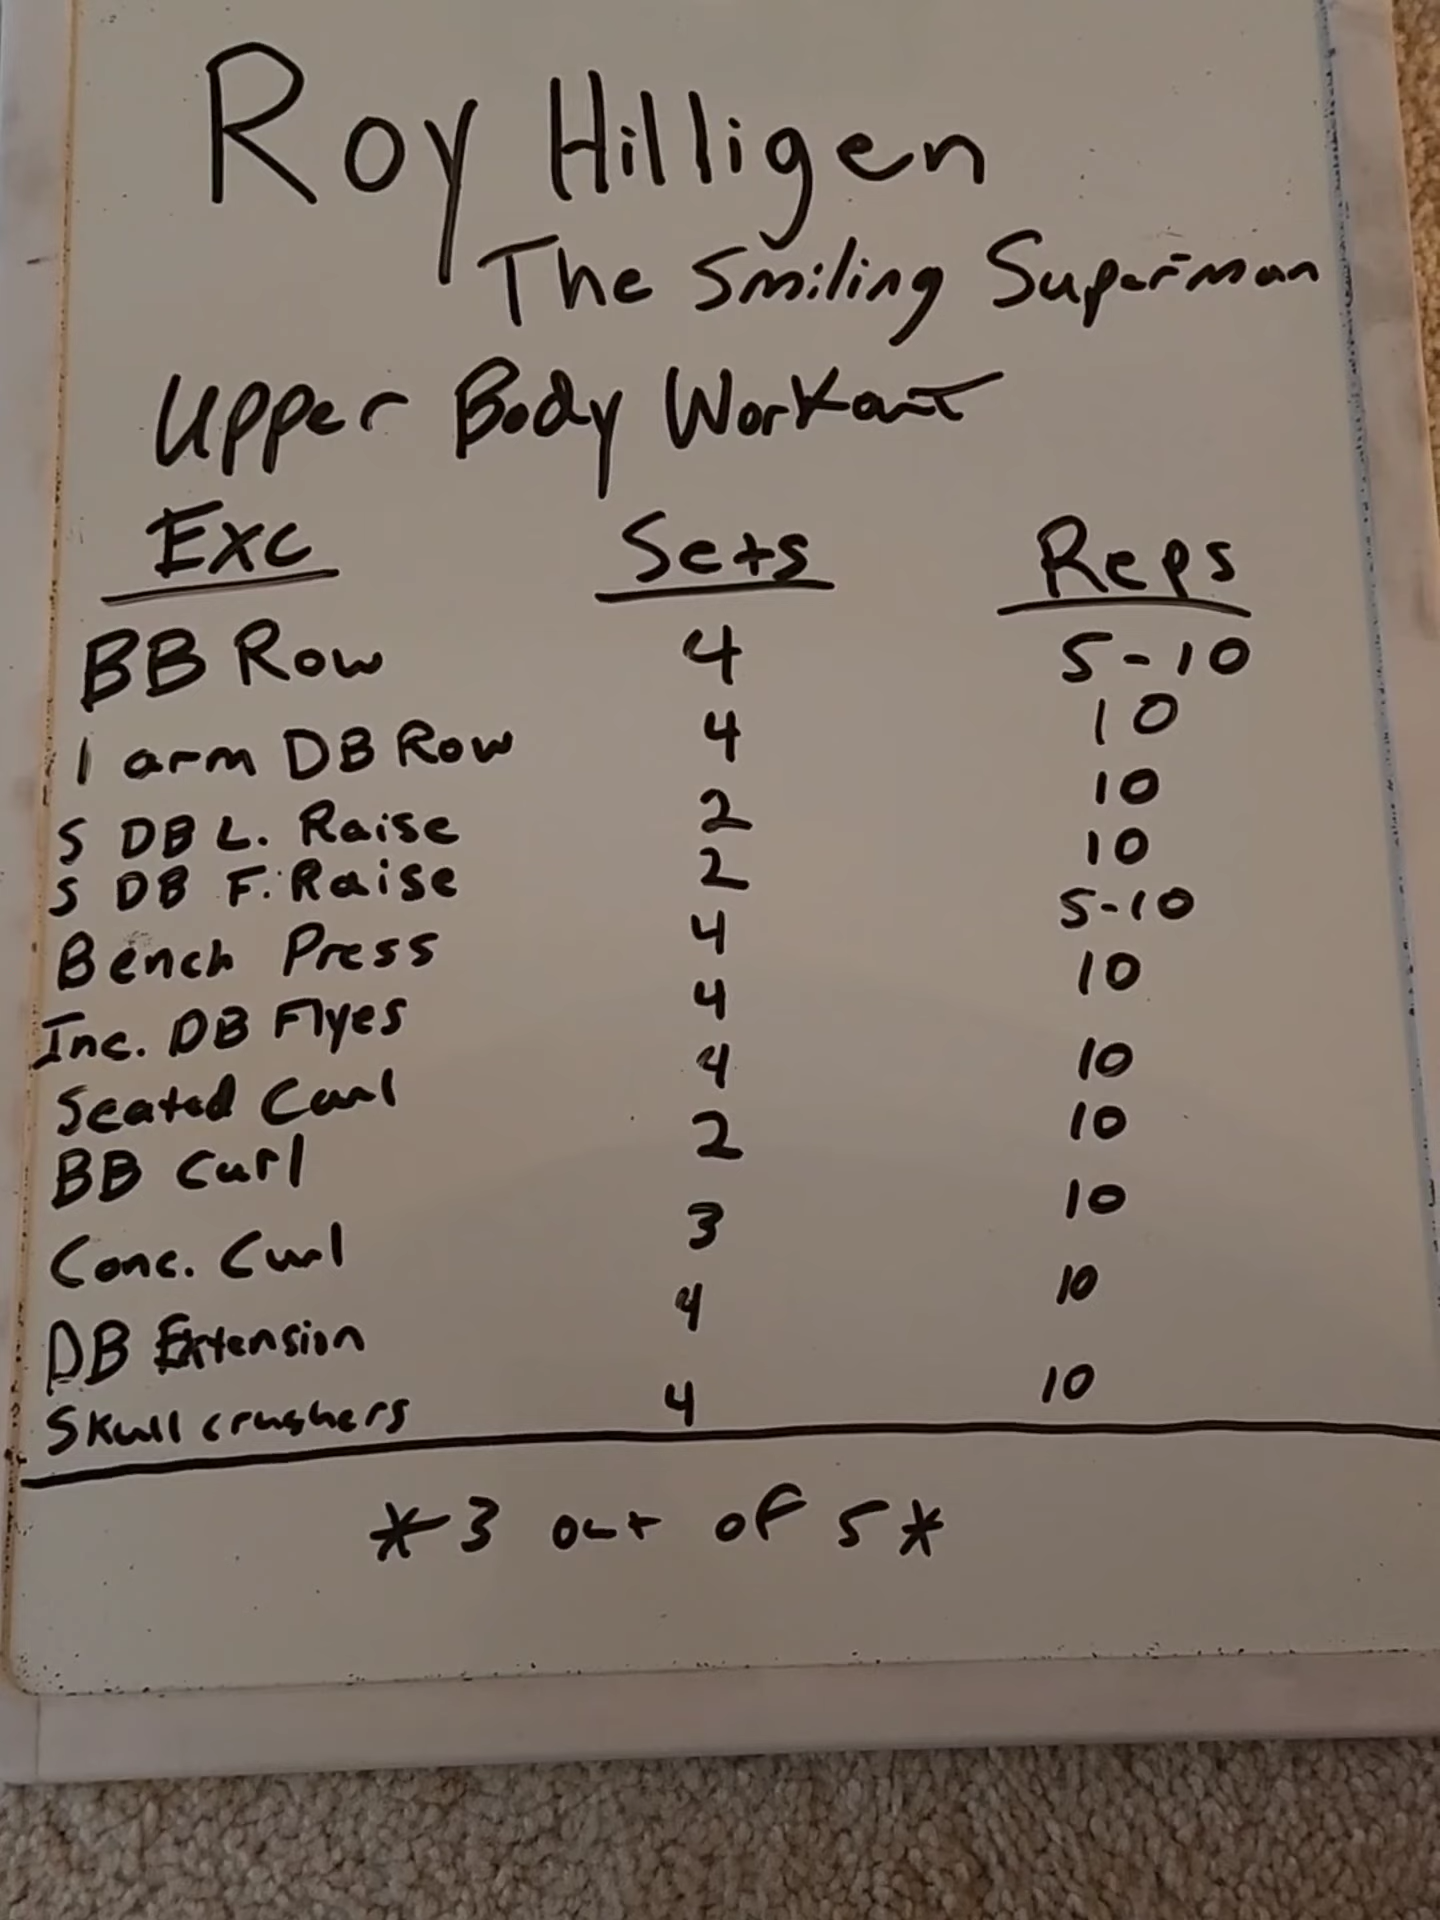 Roy Hilligen
The Smiling Superman
Upper Body Workout
Exc Sets Reps
BB Row 4 5-10
1 arm DB Row 4 10
S DB L. Raise 2 10
S DB F. Raise 2 10
Bench Press 4 5-10
Inc. DB Flyes 4 10
Seated Curl 4 10
BB Curl 2 10
Conc. Curl 3 10
DB Extension 4 10
Skull crushers 4 10
*3 out of 5*